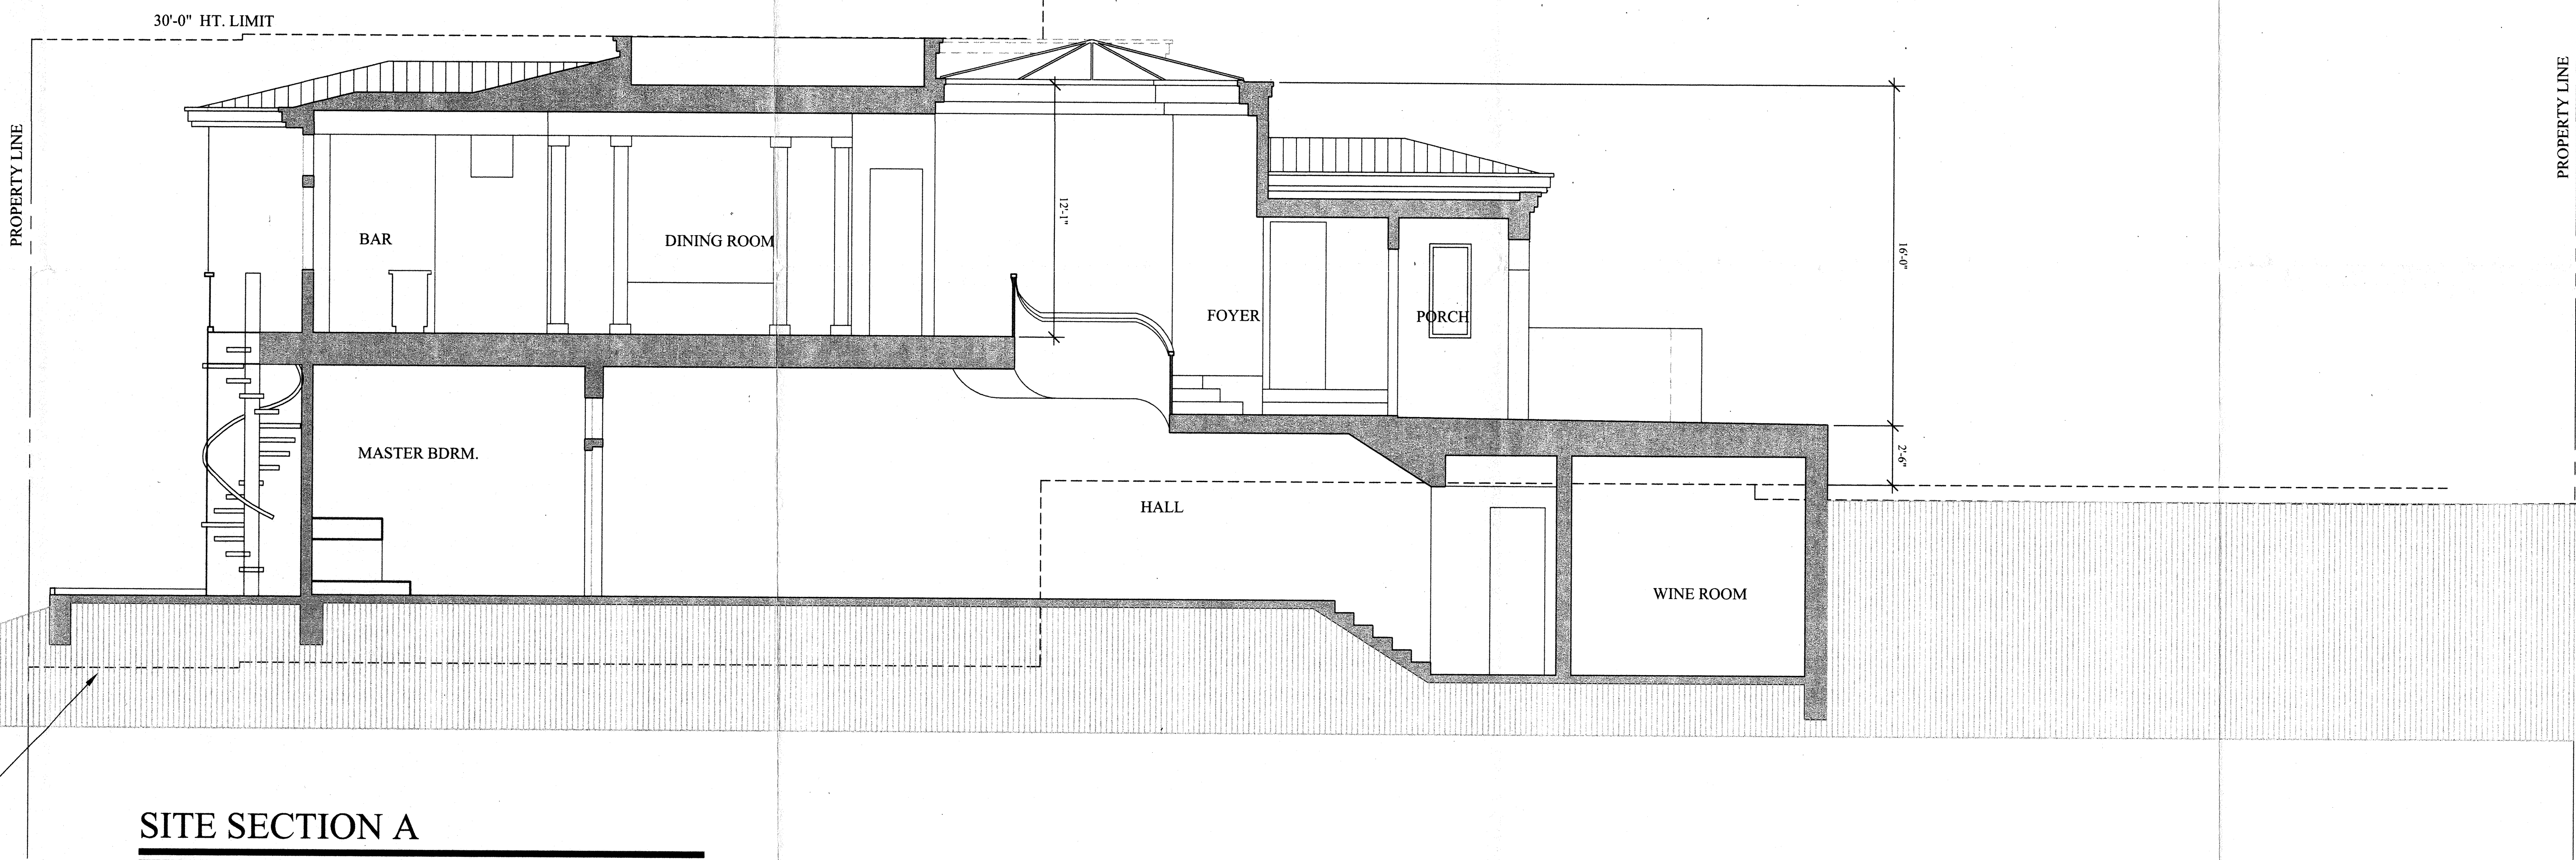 30'-0" HT. LIMIT
PROPERTY LINE
PROPERTY LINE
BAR
DINING ROOM
12'-1"
16'-0"
FOYER
PORCH
2'-6"
MASTER BDRM.
HALL
WINE ROOM
SITE SECTION A